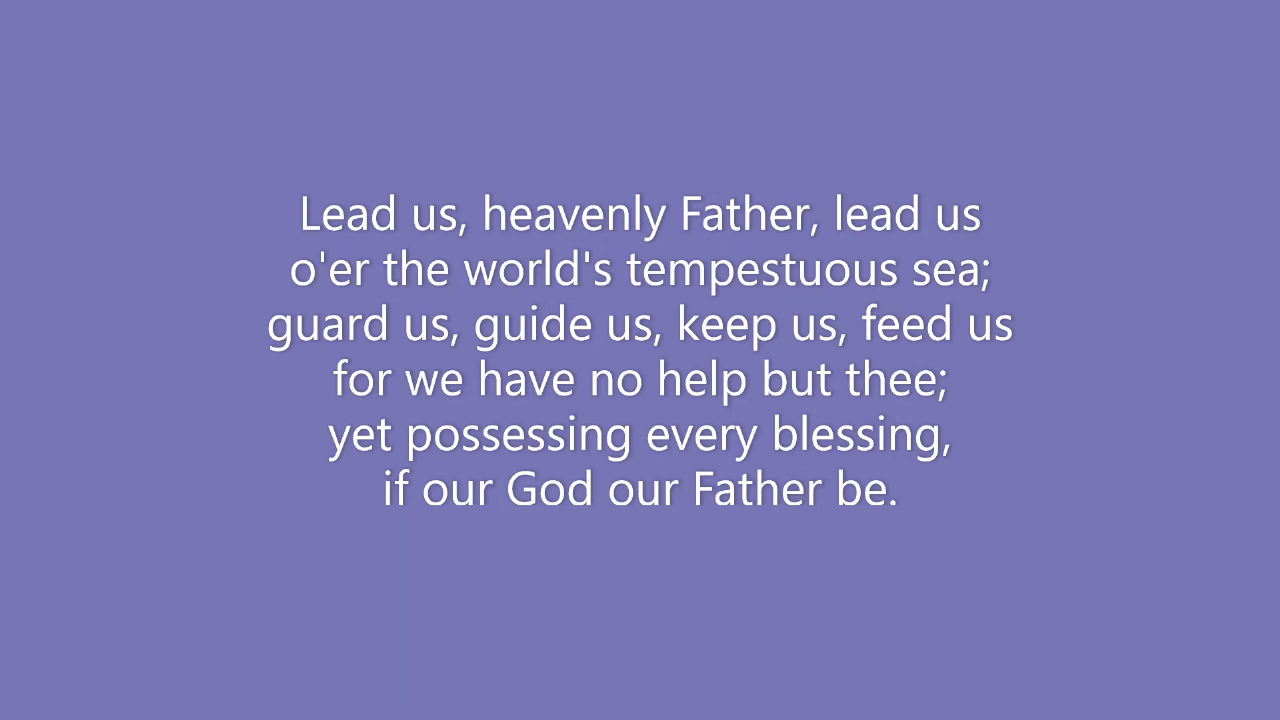 Lead us, heavenly Father, lead us
o'er the world's tempestuous sea;
guard us, guide us, keep us, feed us
for we have no help but thee;
yet possessing every blessing,
if our God our Father be.